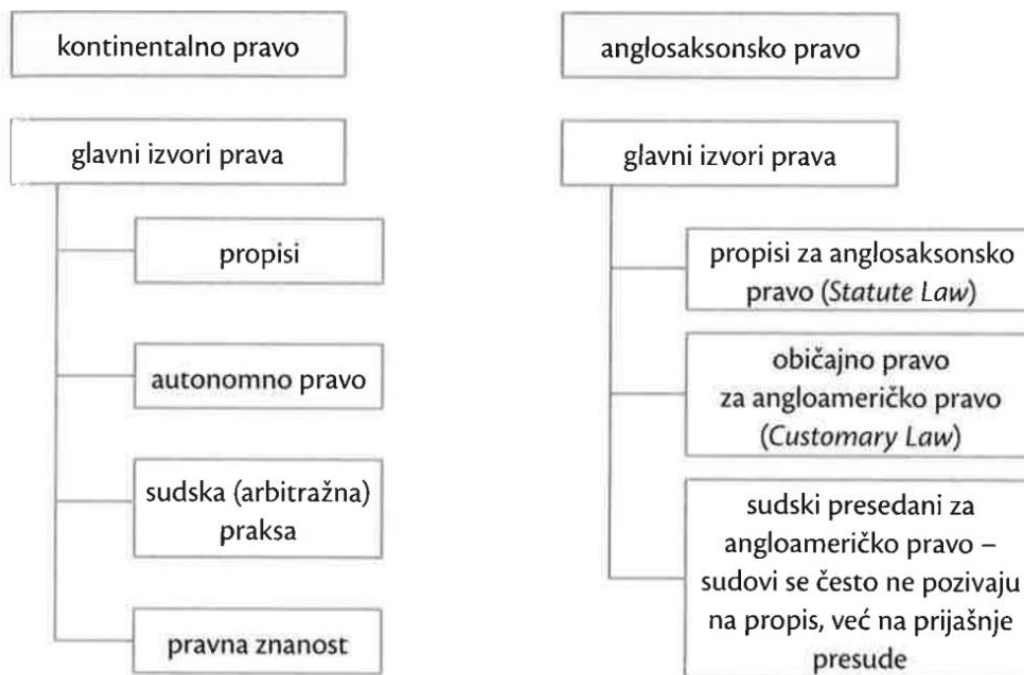 kontinentalno pravo
glavni izvori prava
propisi
autonomno pravo
sudska (arbitražna)
praksa
pravna znanost
anglosaksonsko pravo
glavni izvori prava
propisi za anglosaksonsko
pravo (Statute Law)
običajno pravo
za angloameričko pravo
(Customary Law)
sudski presedani za
angloameričko pravo –
sudovi se često ne pozivaju
na propis, već na prijašnje
presude